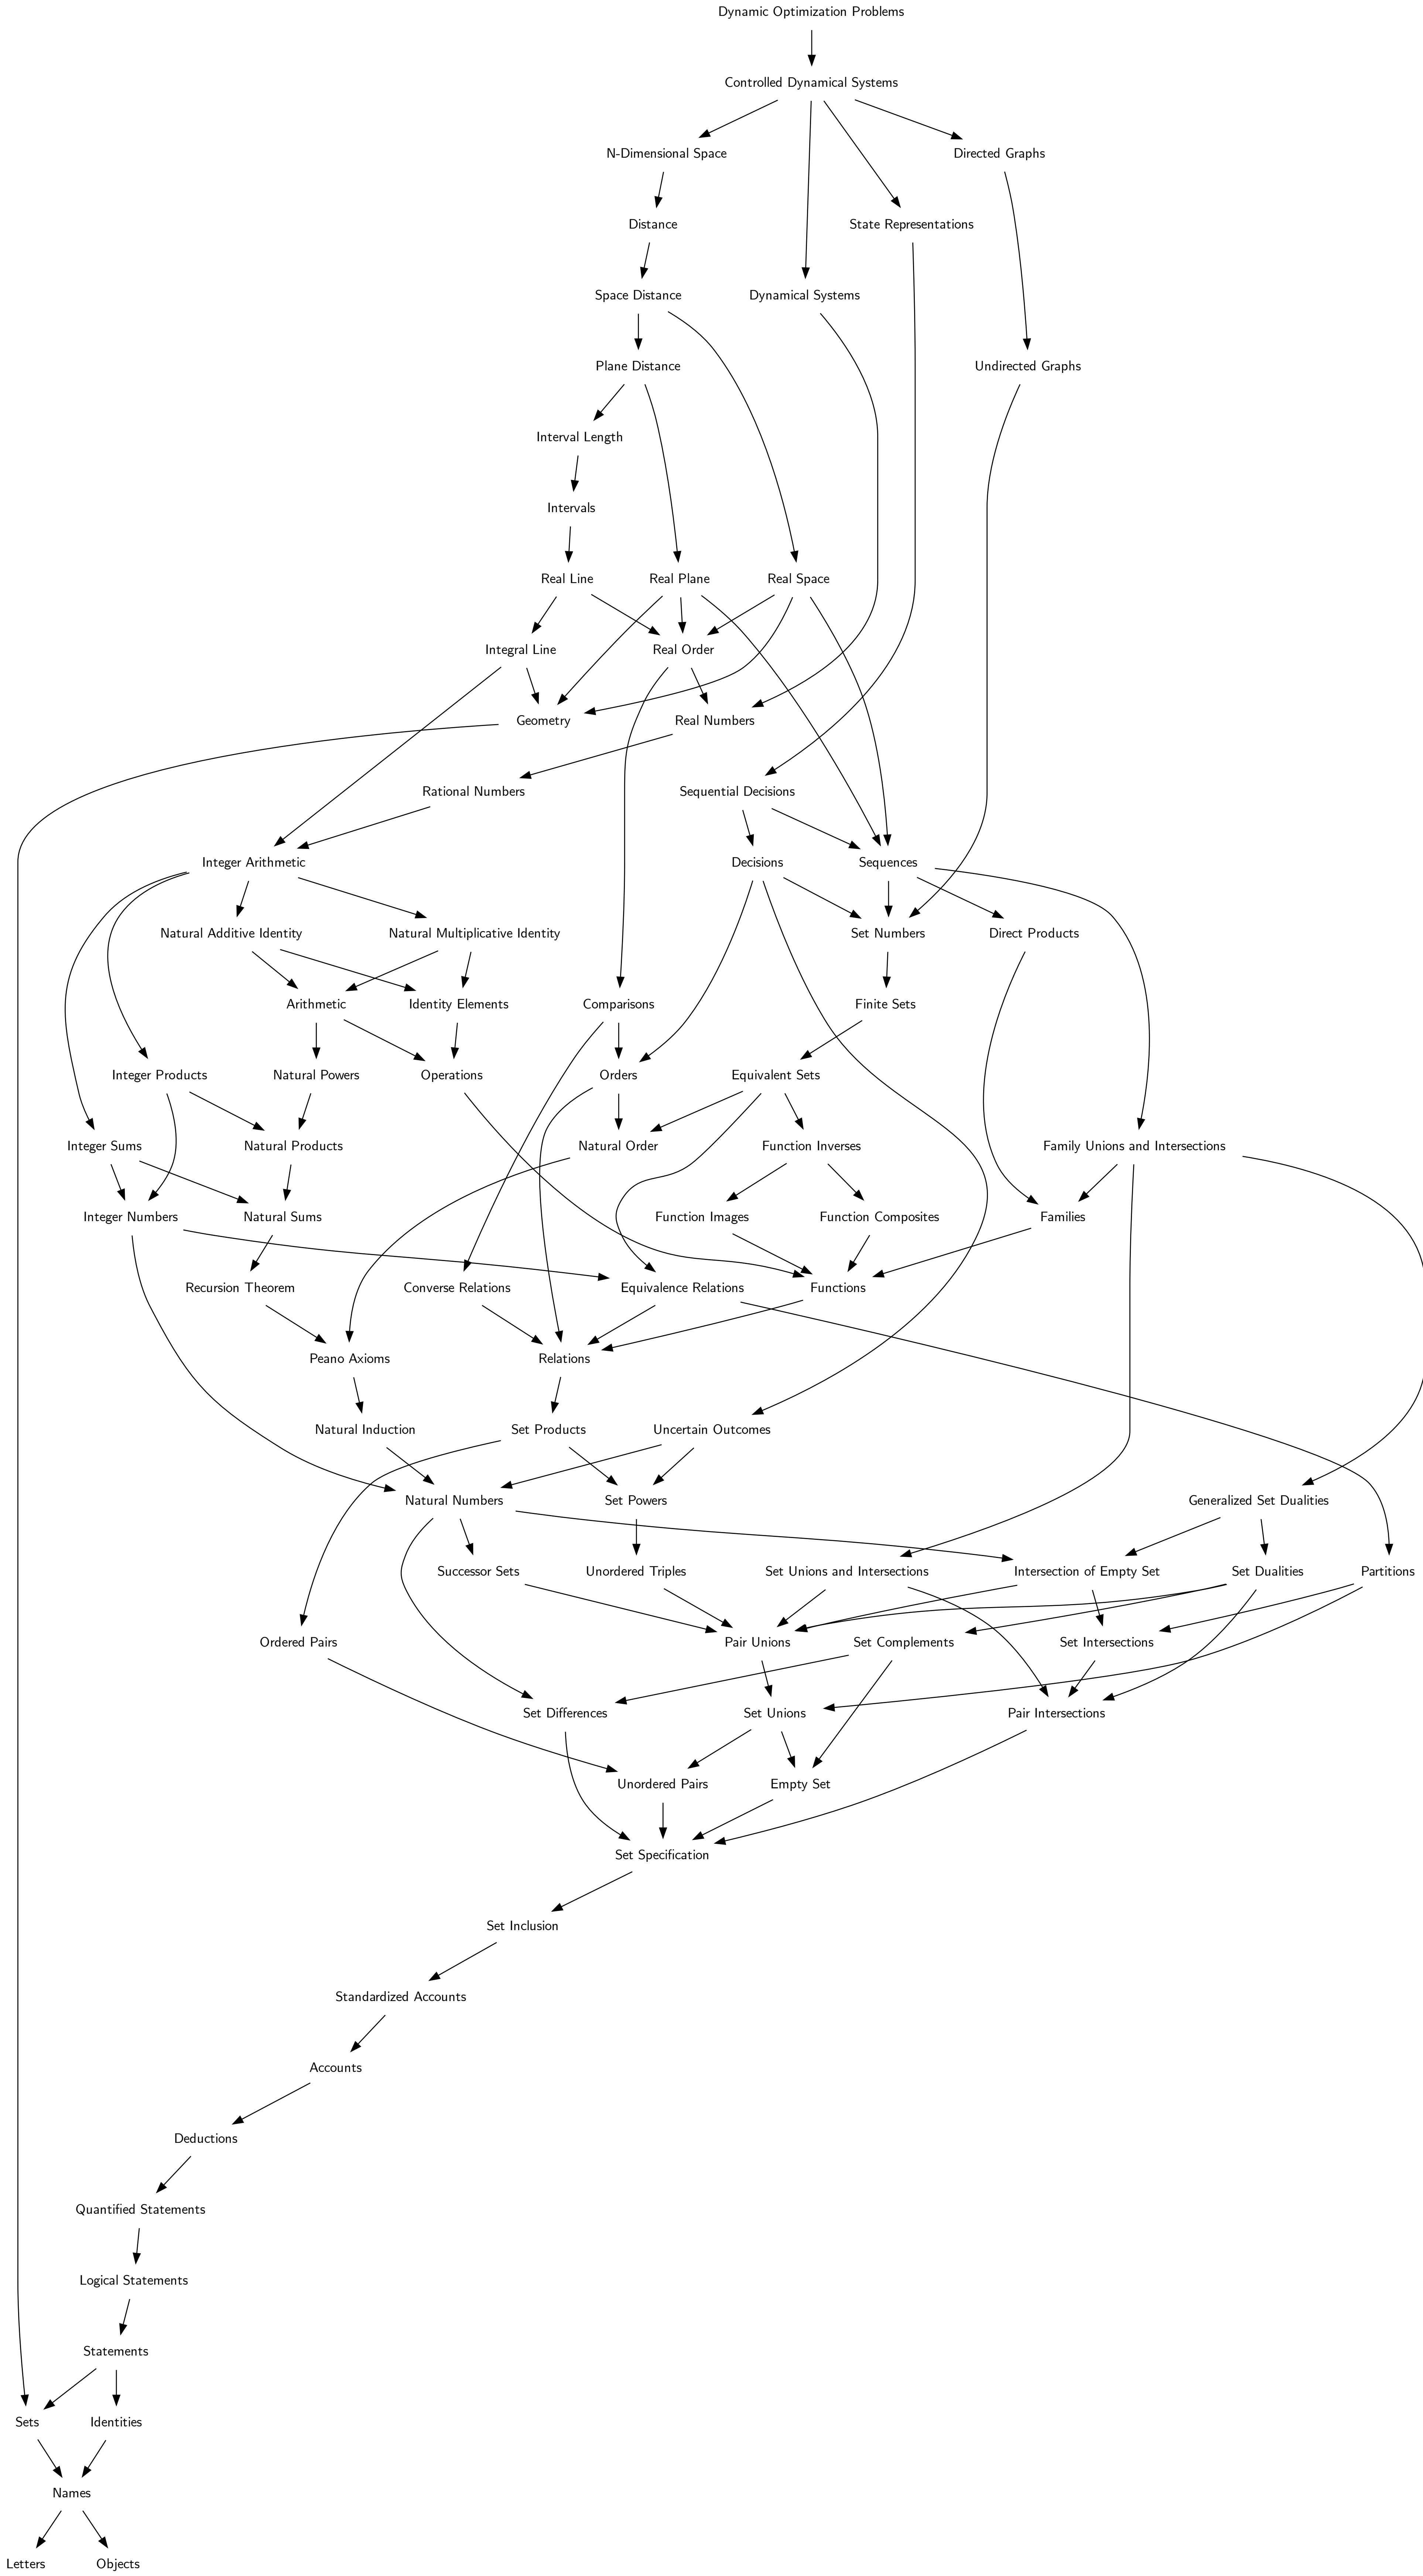 Dynamic Optimization Problems
Controlled Dynamical Systems
N-Dimensional Space
Directed Graphs
Distance
State Representations
Space Distance
Dynamical Systems
Plane Distance
Undirected Graphs
Interval Length
Intervals
Real Line
Real Plane
Real Space
Integral Line
Real Order
Geometry
Real Numbers
Rational Numbers
Sequential Decisions
Integer Arithmetic
Decisions
Sequences
Natural Additive Identity
Natural Multiplicative Identity
Set Numbers
Direct Products
Arithmetic
Identity Elements
Comparisons
Finite Sets
Integer Products
Natural Powers
Operations
Orders
Equivalent Sets
Integer Sums
Natural Products
Natural Order
Function Inverses
Family Unions and Intersections
Integer Numbers
Natural Sums
Function Images
Function Composites
Families
Recursion Theorem
Converse Relations
Equivalence Relations
Functions
Peano Axioms
Relations
Natural Induction
Set Products
Uncertain Outcomes
Natural Numbers
Set Powers
Generalized Set Dualities
Successor Sets
Unordered Triples
Set Unions and Intersections
Intersection of Empty Set
Set Dualities
Partitions
Ordered Pairs
Pair Unions
Set Complements
Set Intersections
Set Differences
Set Unions
Pair Intersections
Unordered Pairs
Empty Set
Set Specification
Set Inclusion
Standardized Accounts
Accounts
Deductions
Quantified Statements
Logical Statements
Statements
Sets
Identities
Names
Letters
Objects